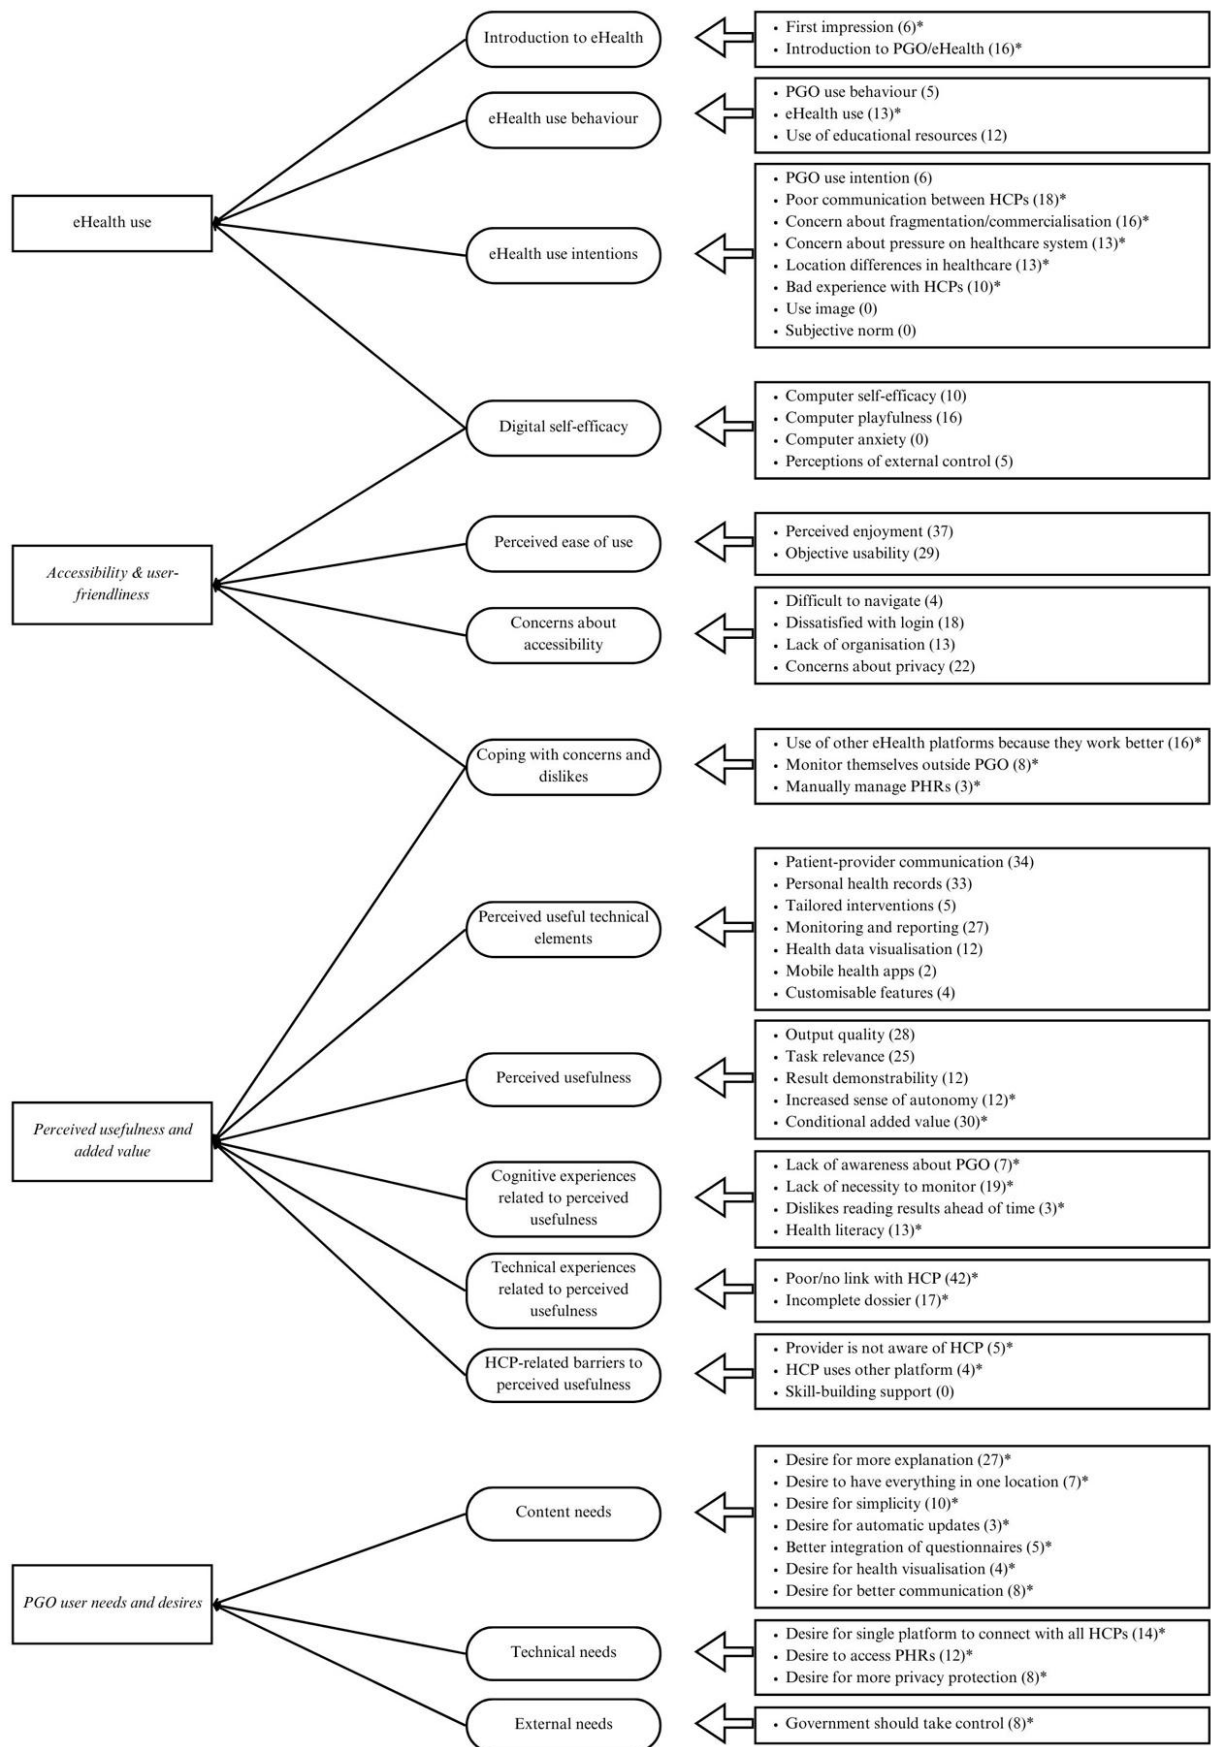 Introduction to eHealth
• First impression (6)*
• Introduction to PGO/eHealth (16)*
eHealth use behaviour
• PGO use behaviour (5)
• eHealth use (13)*
• Use of educational resources (12)
eHealth use
eHealth use intentions
• PGO use intention (6)
• Poor communication between HCPs (18)*
• Concern about fragmentation/commercialisation (16)*
• Concern about pressure on healthcare system (13)*
• Location differences in healthcare (13)*
• Bad experience with HCPs (10)*
• Use image (0)
• Subjective norm (0)
Digital self-efficacy
• Computer self-efficacy (10)
• Computer playfulness (16)
• Computer anxiety (0)
• Perceptions of external control (5)
Accessibility & user-
friendliness
Perceived ease of use
• Perceived enjoyment (37)
• Objective usability (29)
Concerns about
accessibility
• Difficult to navigate (4)
• Dissatisfied with login (18)
• Lack of organisation (13)
• Concerns about privacy (22)
Coping with concerns and
dislikes
• Use of other eHealth platforms because they work better (16)*
• Monitor themselves outside PGO (8)*
• Manually manage PHRs (3)*
Perceived useful technical
elements
• Patient-provider communication (34)
• Personal health records (33)
• Tailored interventions (5)
• Monitoring and reporting (27)
• Health data visualisation (12)
• Mobile health apps (2)
• Customisable features (4)
Perceived usefulness
• Output quality (28)
• Task relevance (25)
• Result demonstrability (12)
• Increased sense of autonomy (12)*
• Conditional added value (30)*
Perceived usefulness and
added value
Cognitive experiences
related to perceived
usefulness
• Lack of awareness about PGO (7)*
• Lack of necessity to monitor (19)*
• Dislikes reading results ahead of time (3)*
• Health literacy (13)*
Technical experiences
related to perceived
usefulness
• Poor/no link with HCP (42)*
• Incomplete dossier (17)*
HCP-related barriers to
perceived usefulness
• Provider is not aware of HCP (5)*
• HCP uses other platform (4)*
• Skill-building support (0)
Content needs
• Desire for more explanation (27)*
• Desire to have everything in one location (7)*
• Desire for simplicity (10)*
• Desire for automatic updates (3)*
• Better integration of questionnaires (5)*
• Desire for health visualisation (4)*
• Desire for better communication (8)*
PGO user needs and desires
Technical needs
• Desire for single platform to connect with all HCPs (14)*
• Desire to access PHRs (12)*
• Desire for more privacy protection (8)*
External needs
• Government should take control (8)*